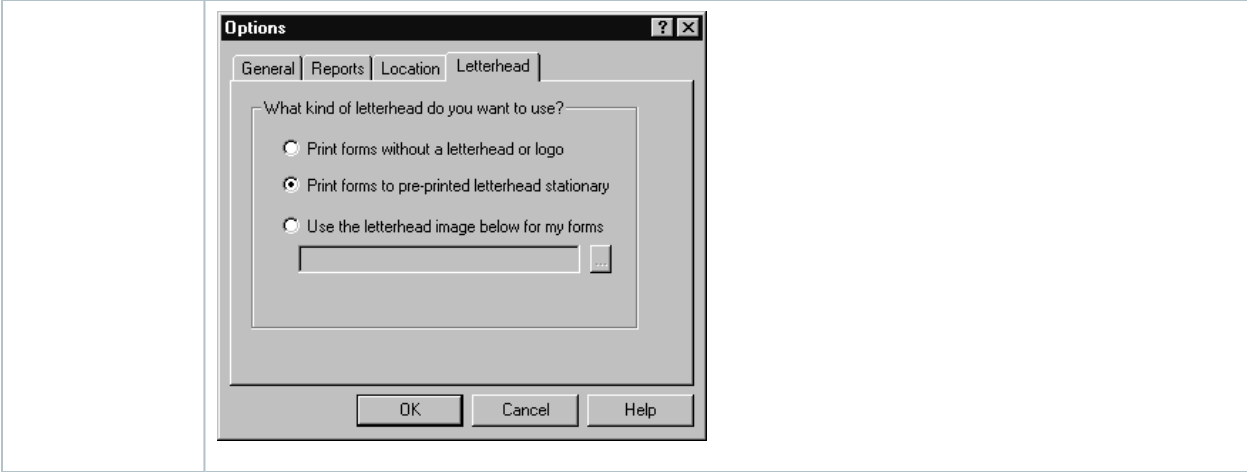 Options
General Reports Location Letterhead
What kind of letterhead do you want to use?
Print forms without a letterhead or logo
Print forms to pre-printed letterhead stationary
Use the letterhead image below for my forms
...
OK Cancel Help